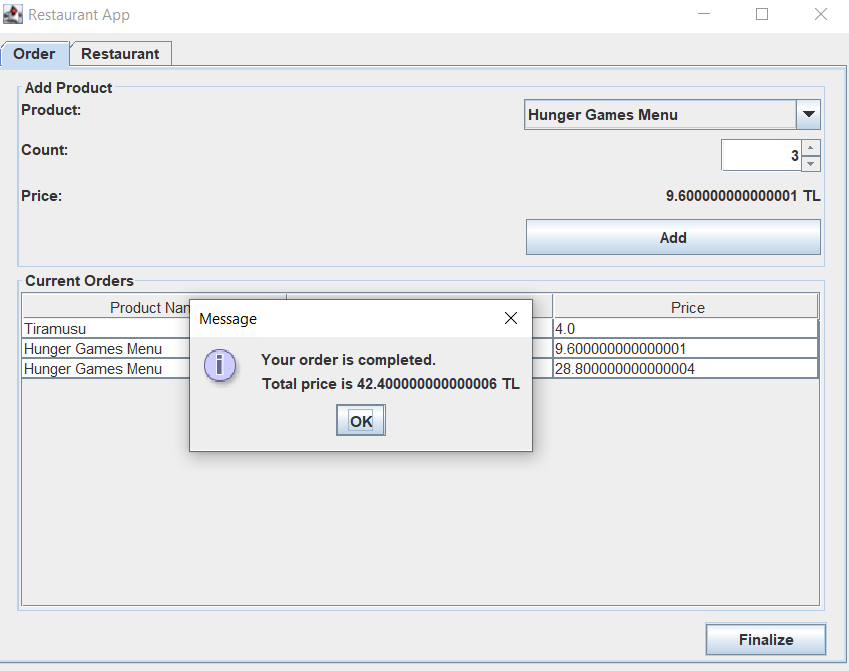 Restaurant App
Order Restaurant
Add Product
Product: Hunger Games Menu
Count: 3
Price: 9.600000000000001 TL
Add
Current Orders
Product Nan Price
Tiramusu 4.0
Hunger Games Menu 9.600000000000001
Hunger Games Menu 28.800000000000004
Message
Your order is completed.
Total price is 42.400000000000006 TL
OK
Finalize